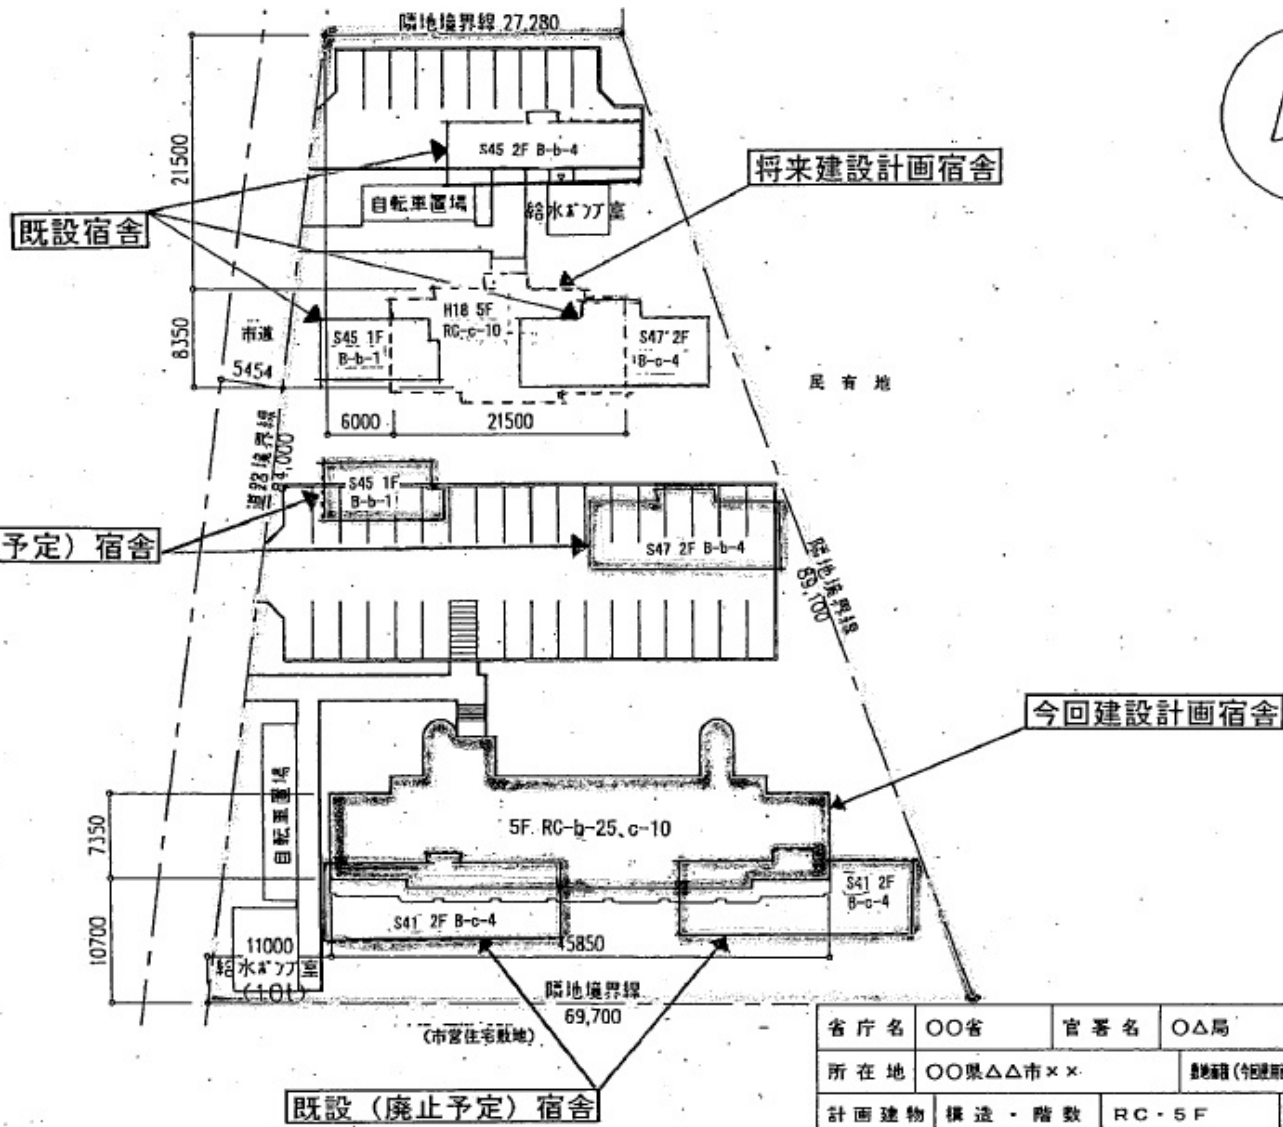 隣地境界線 27,280
21500
S45 2F B-b-4
将来建設計画宿舎
自転車置場
給水ポンプ室
既設宿舎
H18 5F
RC-c-10
市道
8350
S45 1F
B-b-1
S47 2F
B-c-4
5454
民有地
6000
21500
道路境界線
84,000
S45 1F
B-b-1
予定）宿舎
S47 2F B-b-4
隣地境界線
89,100
今回建設計画宿舎
自転車置場
7350
5F RC-b-25、c-10
S41 2F
B-c-4
S41 2F B-c-4
10700
11000
45850
給水ポンプ室
(10t)
隣地境界線
69,700
(市営住宅敷地)
既設（廃止予定）宿舎
省庁名 〇〇省 官署名 〇△局
所在地 〇〇県△△市××
計画建物 構造・階数 RC・5F